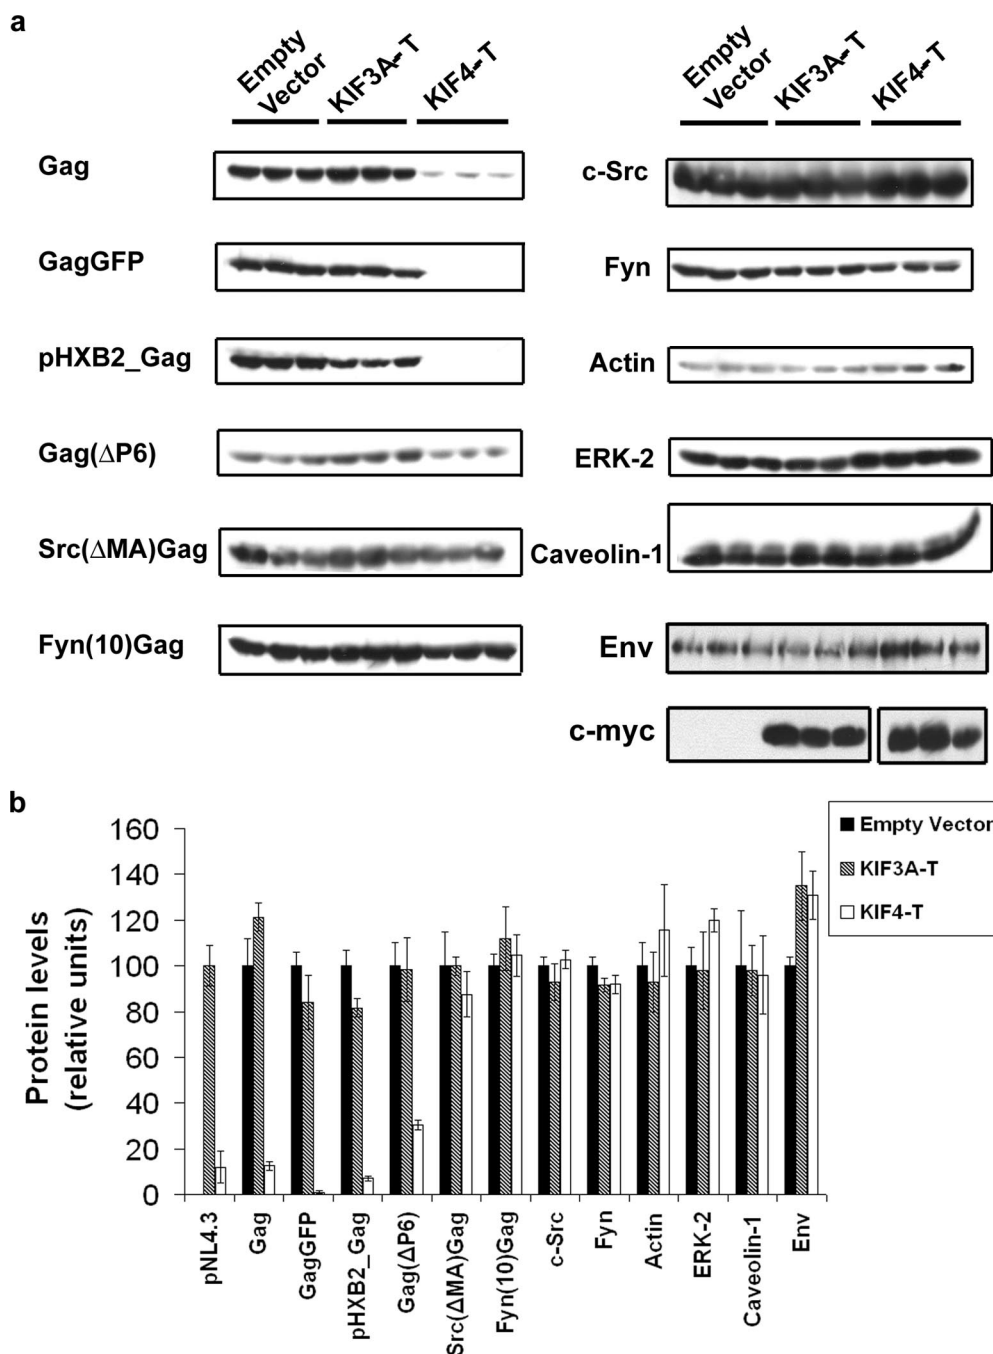 a
Empty Vector
KIF3A-T
KIF4-T
Empty Vector
KIF3A-T
KIF4-T
Gag
GagGFP
pHXB2_Gag
Gag(ΔP6)
Src(ΔMA)Gag
Fyn(10)Gag
c-Src
Fyn
Actin
ERK-2
Caveolin-1
Env
c-myc
b
Protein levels
(relative units)
160
140
120
100
80
60
40
20
0
Empty Vector
KIF3A-T
KIF4-T
pNL4.3
Gag
GagGFP
pHXB2_Gag
Gag(ΔP6)
Src(ΔMA)Gag
Fyn(10)Gag
c-Src
Fyn
Actin
ERK-2
Caveolin-1
Env